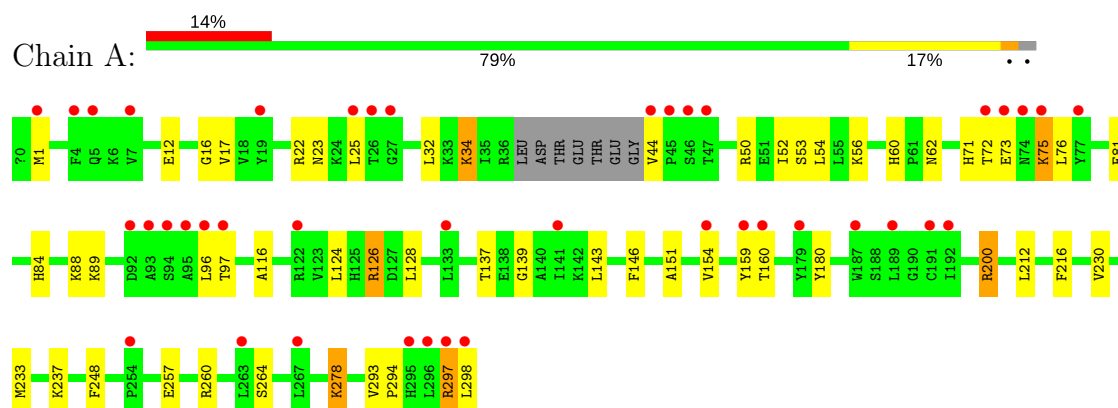 14%
Chain A:
79% 17% • •
?0 M1 F4 Q5 K6 V7 E12 G16 V17 V18 Y19 R22 N23 K24 L25 T26 G27 L32 K33 K34 I35 R36 LEU ASP THR GLU THR GLU GLY V44 P45 S46 T47 R50 E51 I52 S53 L54 L55 K56 H60 P61 N62 H71 T72 E73 N74 K75 L76 Y77
H84 K88 K89 D92 A93 S94 A95 L96 T97 A116 R122 V123 L124 H125 R126 D127 L128 L133 T137 E138 G139 A140 T141 K142 L143 F146 A151 V154 Y159 T160 Y179 Y180 W187 S188 L189 G190 C191 I192 R200 L212 F216 V230
M233 K237 F248 P254 E257 R260 L263 S264 L267 K278 V293 P294 H295 L296 R297 L298